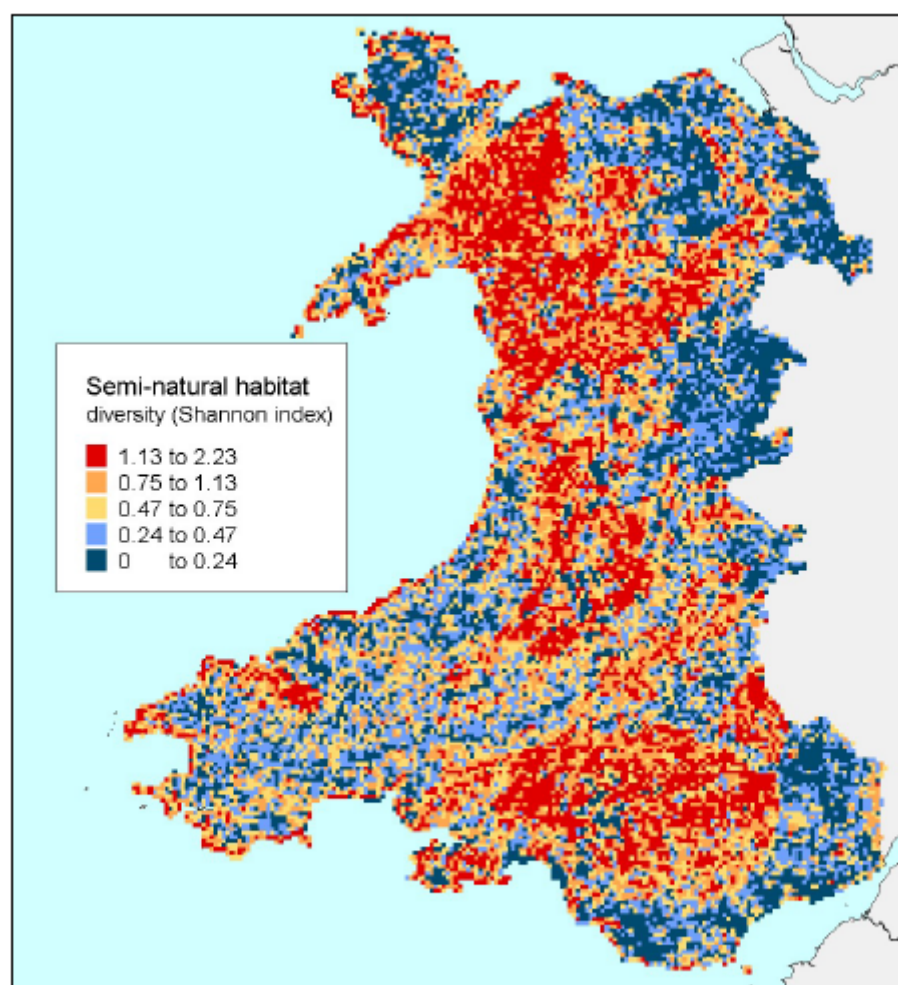 Semi-natural habitat
diversity (Shannon index)
1.13 to 2.23
0.75 to 1.13
0.47 to 0.75
0.24 to 0.47
0 to 0.24